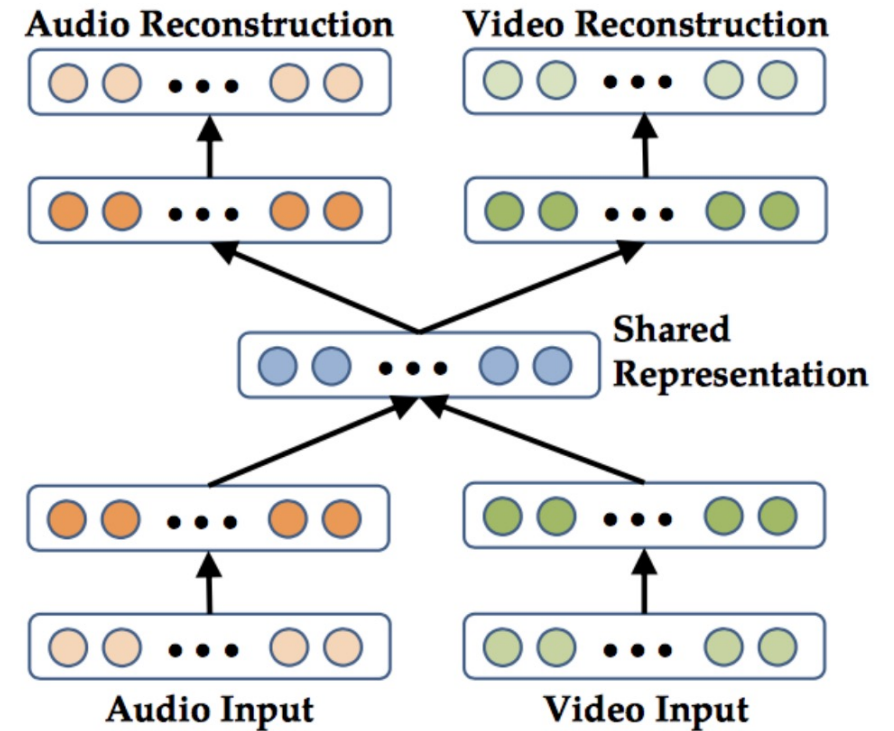 Audio Reconstruction
Video Reconstruction
Shared
Representation
Audio Input
Video Input